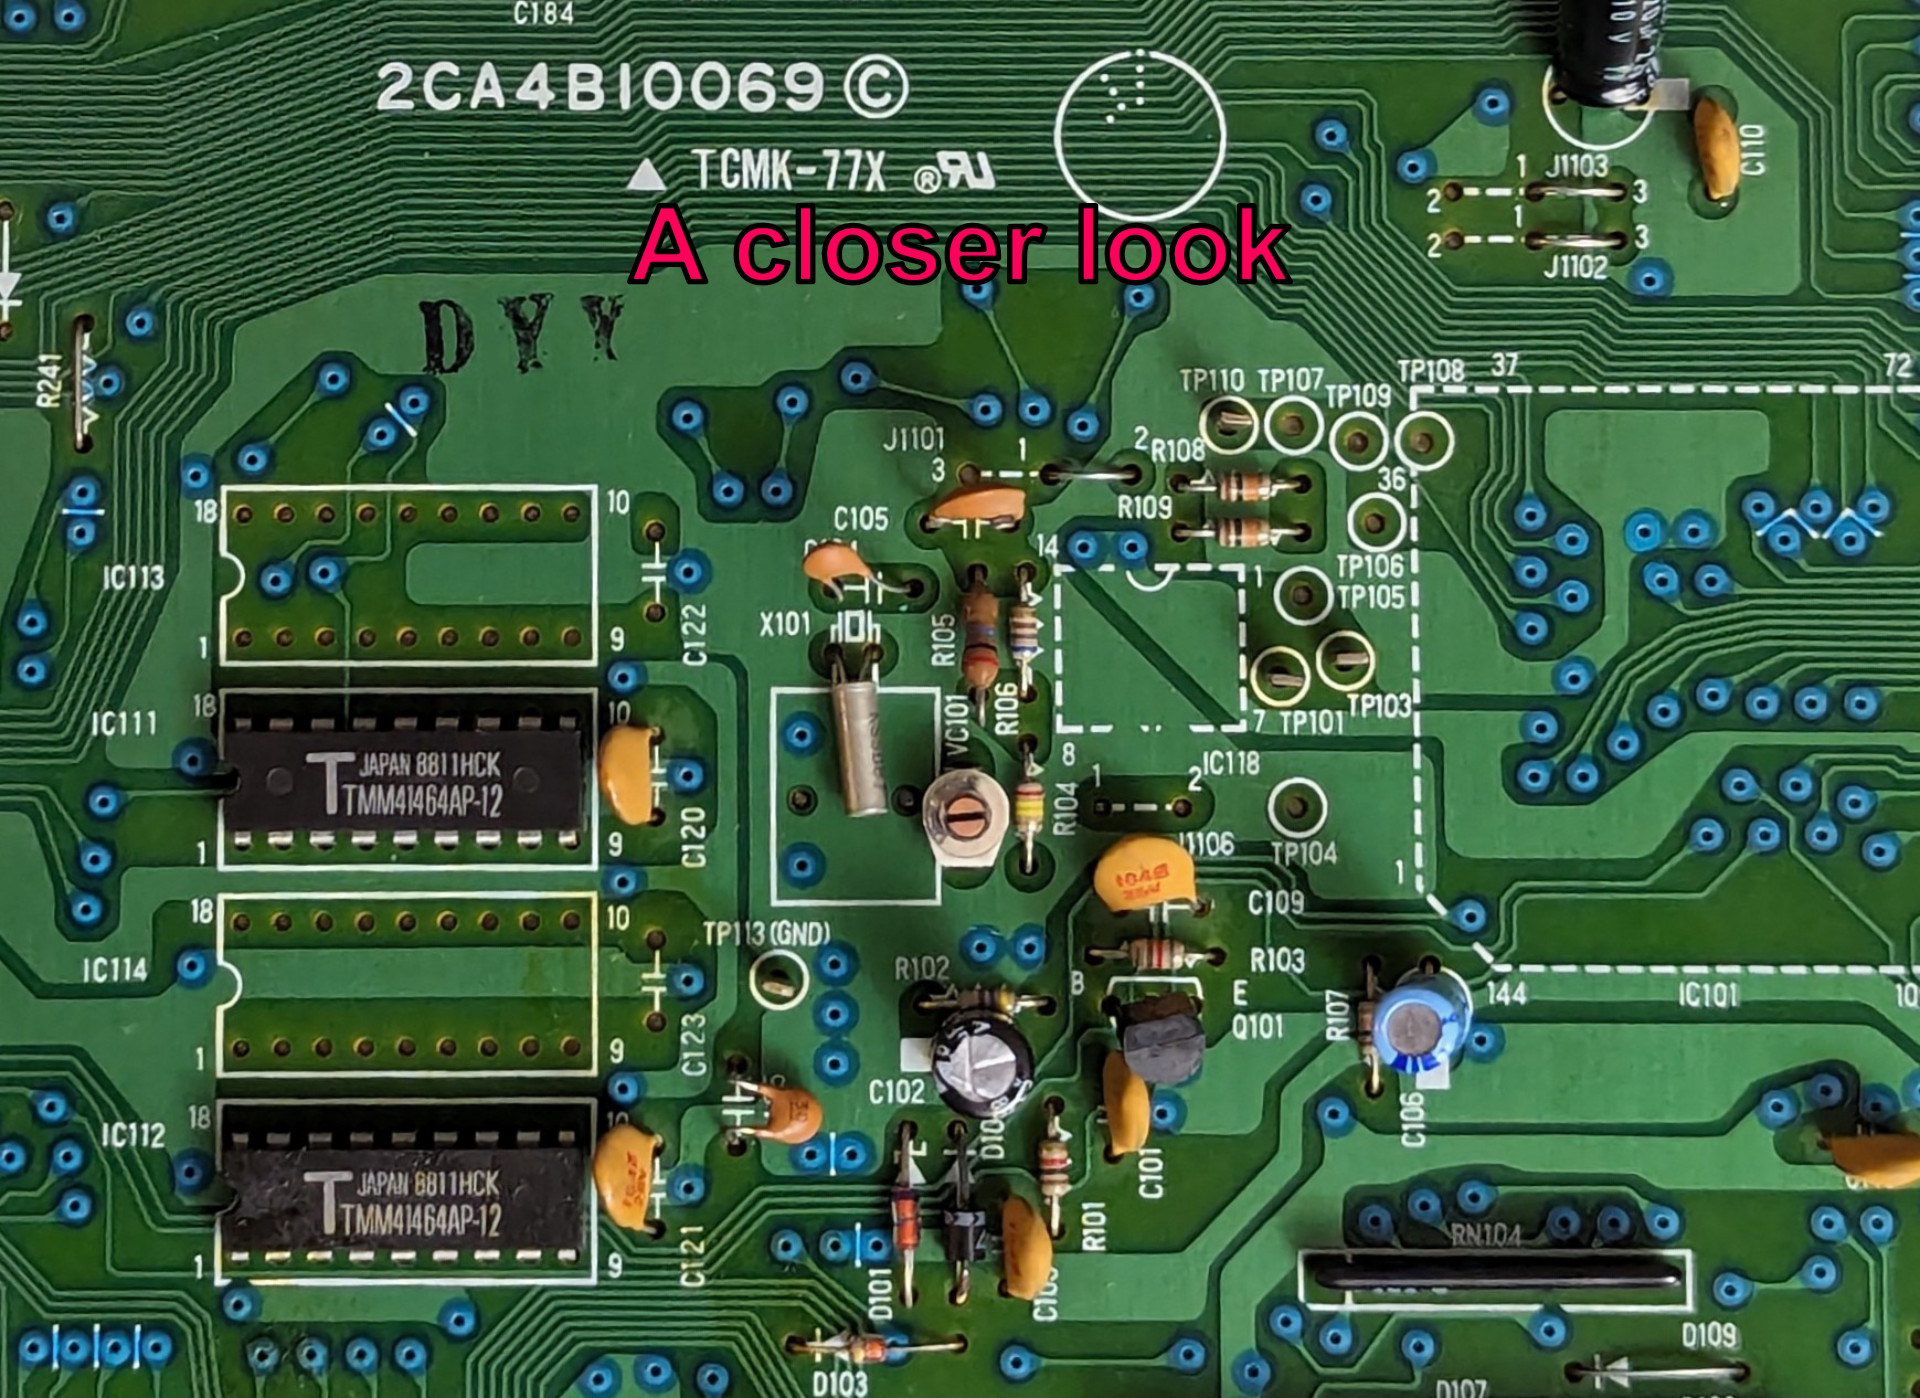 C184
2CA4B10069 ©
▲ TCMK-77X ®
A closer look
DYY
J1103
1
2
3
1
2
3
J1102
C110
R241
TP110 TP107
TP109
TP108
37
72
J1101
3
1
2
R108
R109
36
TP106
TP105
TP103
TP101
TP104
C105
X101
R105
R106
VC101
R104
14
1
7
8
IC118
1
2
J1106
1
18
10
IC113
1
9
C122
18
10
IC111
T JAPAN 8811HCK
TMM41464AP-12
1
9
C120
18
10
IC114
1
9
C123
TP113(GND)
R102
C109
R103
B
E
Q101
R107
144
IC101
10
C102
C106
C101
18
IC112
T JAPAN 8811HCK
TMM41464AP-12
1
9
C121
R101
D101
RN104
D103
D109
D107